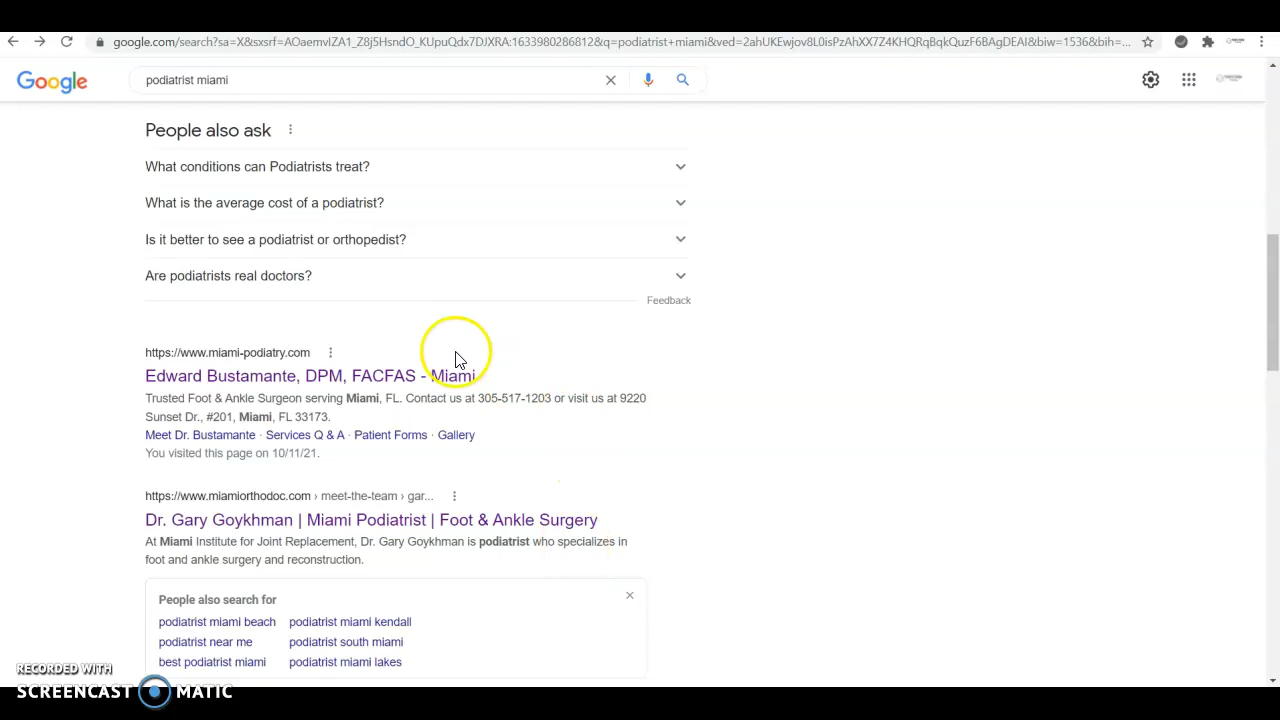 google.com/search?sa=X&sxsrf=AOaemvIZA1_Z8j5HsndO_KUpuQdx7DJXRA:1633980286812&q=podiatrist+miami&ved=2ahUKEwjov8L0isPzAhXX7Z4KHQRqBqkQuzF6BAgDEAI&biw=1536&bih=...
Google
podiatrist miami
People also ask
What conditions can Podiatrists treat?
What is the average cost of a podiatrist?
Is it better to see a podiatrist or orthopedist?
Are podiatrists real doctors?
Feedback
https://www.miami-podiatry.com
Edward Bustamante, DPM, FACFAS - Miami
Trusted Foot & Ankle Surgeon serving Miami, FL. Contact us at 305-517-1203 or visit us at 9220
Sunset Dr., #201, Miami, FL 33173.
Meet Dr. Bustamante · Services Q & A · Patient Forms · Gallery
You visited this page on 10/11/21.
https://www.miamiorthodoc.com › meet-the-team › gar...
Dr. Gary Goykhman | Miami Podiatrist | Foot & Ankle Surgery
At Miami Institute for Joint Replacement, Dr. Gary Goykhman is podiatrist who specializes in
foot and ankle surgery and reconstruction.
People also search for
podiatrist miami beach podiatrist miami kendall
podiatrist near me podiatrist south miami
best podiatrist miami podiatrist miami lakes
RECORDED WITH
SCREENCAST MATIC